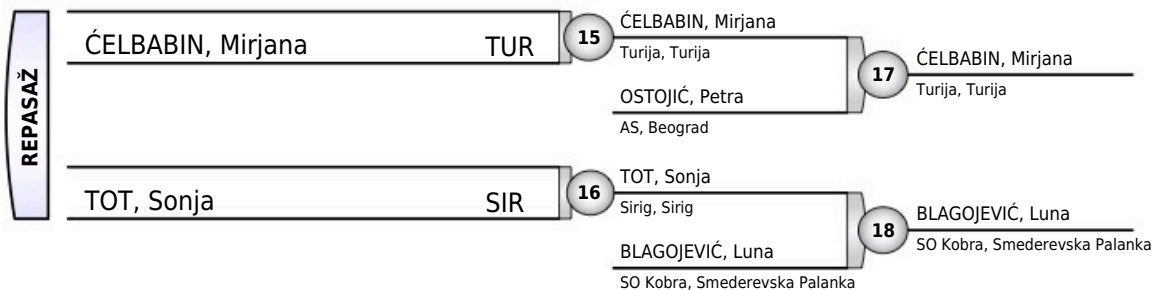 REPASAŽ
ĆELBABIN, Mirjana TUR
15
ĆELBABIN, Mirjana
Turija, Turija
OSTOJIĆ, Petra
AS, Beograd
17
ĆELBABIN, Mirjana
Turija, Turija
TOT, Sonja SIR
16
TOT, Sonja
Sirig, Sirig
BLAGOJEVIĆ, Luna
SO Kobra, Smederevska Palanka
18
BLAGOJEVIĆ, Luna
SO Kobra, Smederevska Palanka